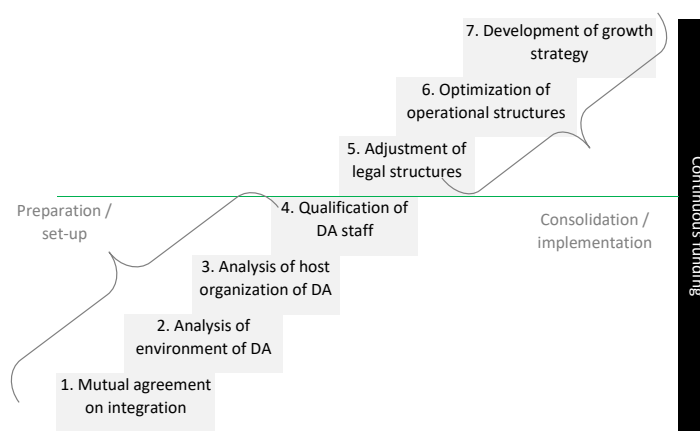 7. Development of growth
strategy
6. Optimization of
operational structures
5. Adjustment of
legal structures
4. Qualification of
DA staff
3. Analysis of host
organization of DA
2. Analysis of
environment of DA
1. Mutual agreement
on integration
Preparation /
set-up
Consolidation /
implementation
Continuous funding